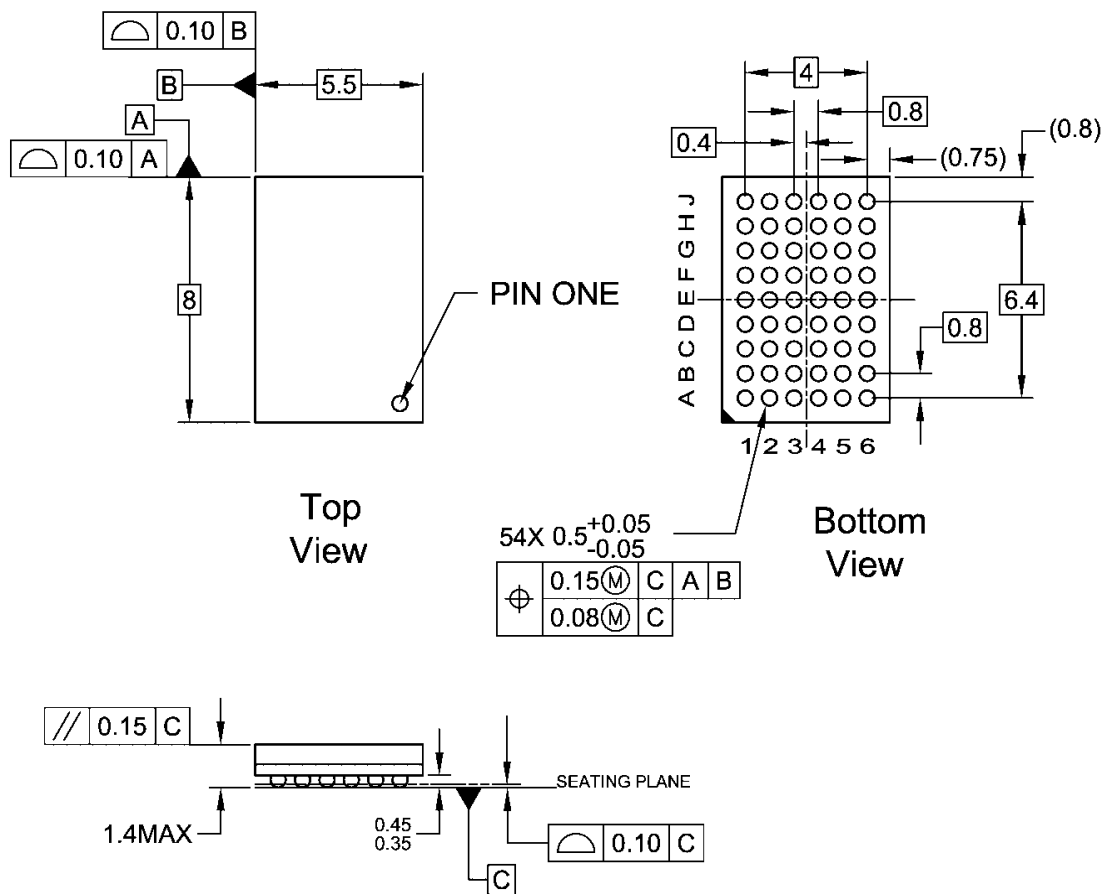 ⌓ 0.10 B
B
5.5
A
⌓ 0.10 A
8
PIN ONE
Top
View
4
0.8
0.4
(0.75)
(0.8)
J
H
G
F
E
D
C
B
A
6.4
0.8
1 2 3 4 5 6
Bottom
View
54X 0.5 +0.05
-0.05
⌖ 0.15Ⓜ C A B
0.08Ⓜ C
// 0.15 C
1.4MAX
0.45
0.35
SEATING PLANE
⌓ 0.10 C
C